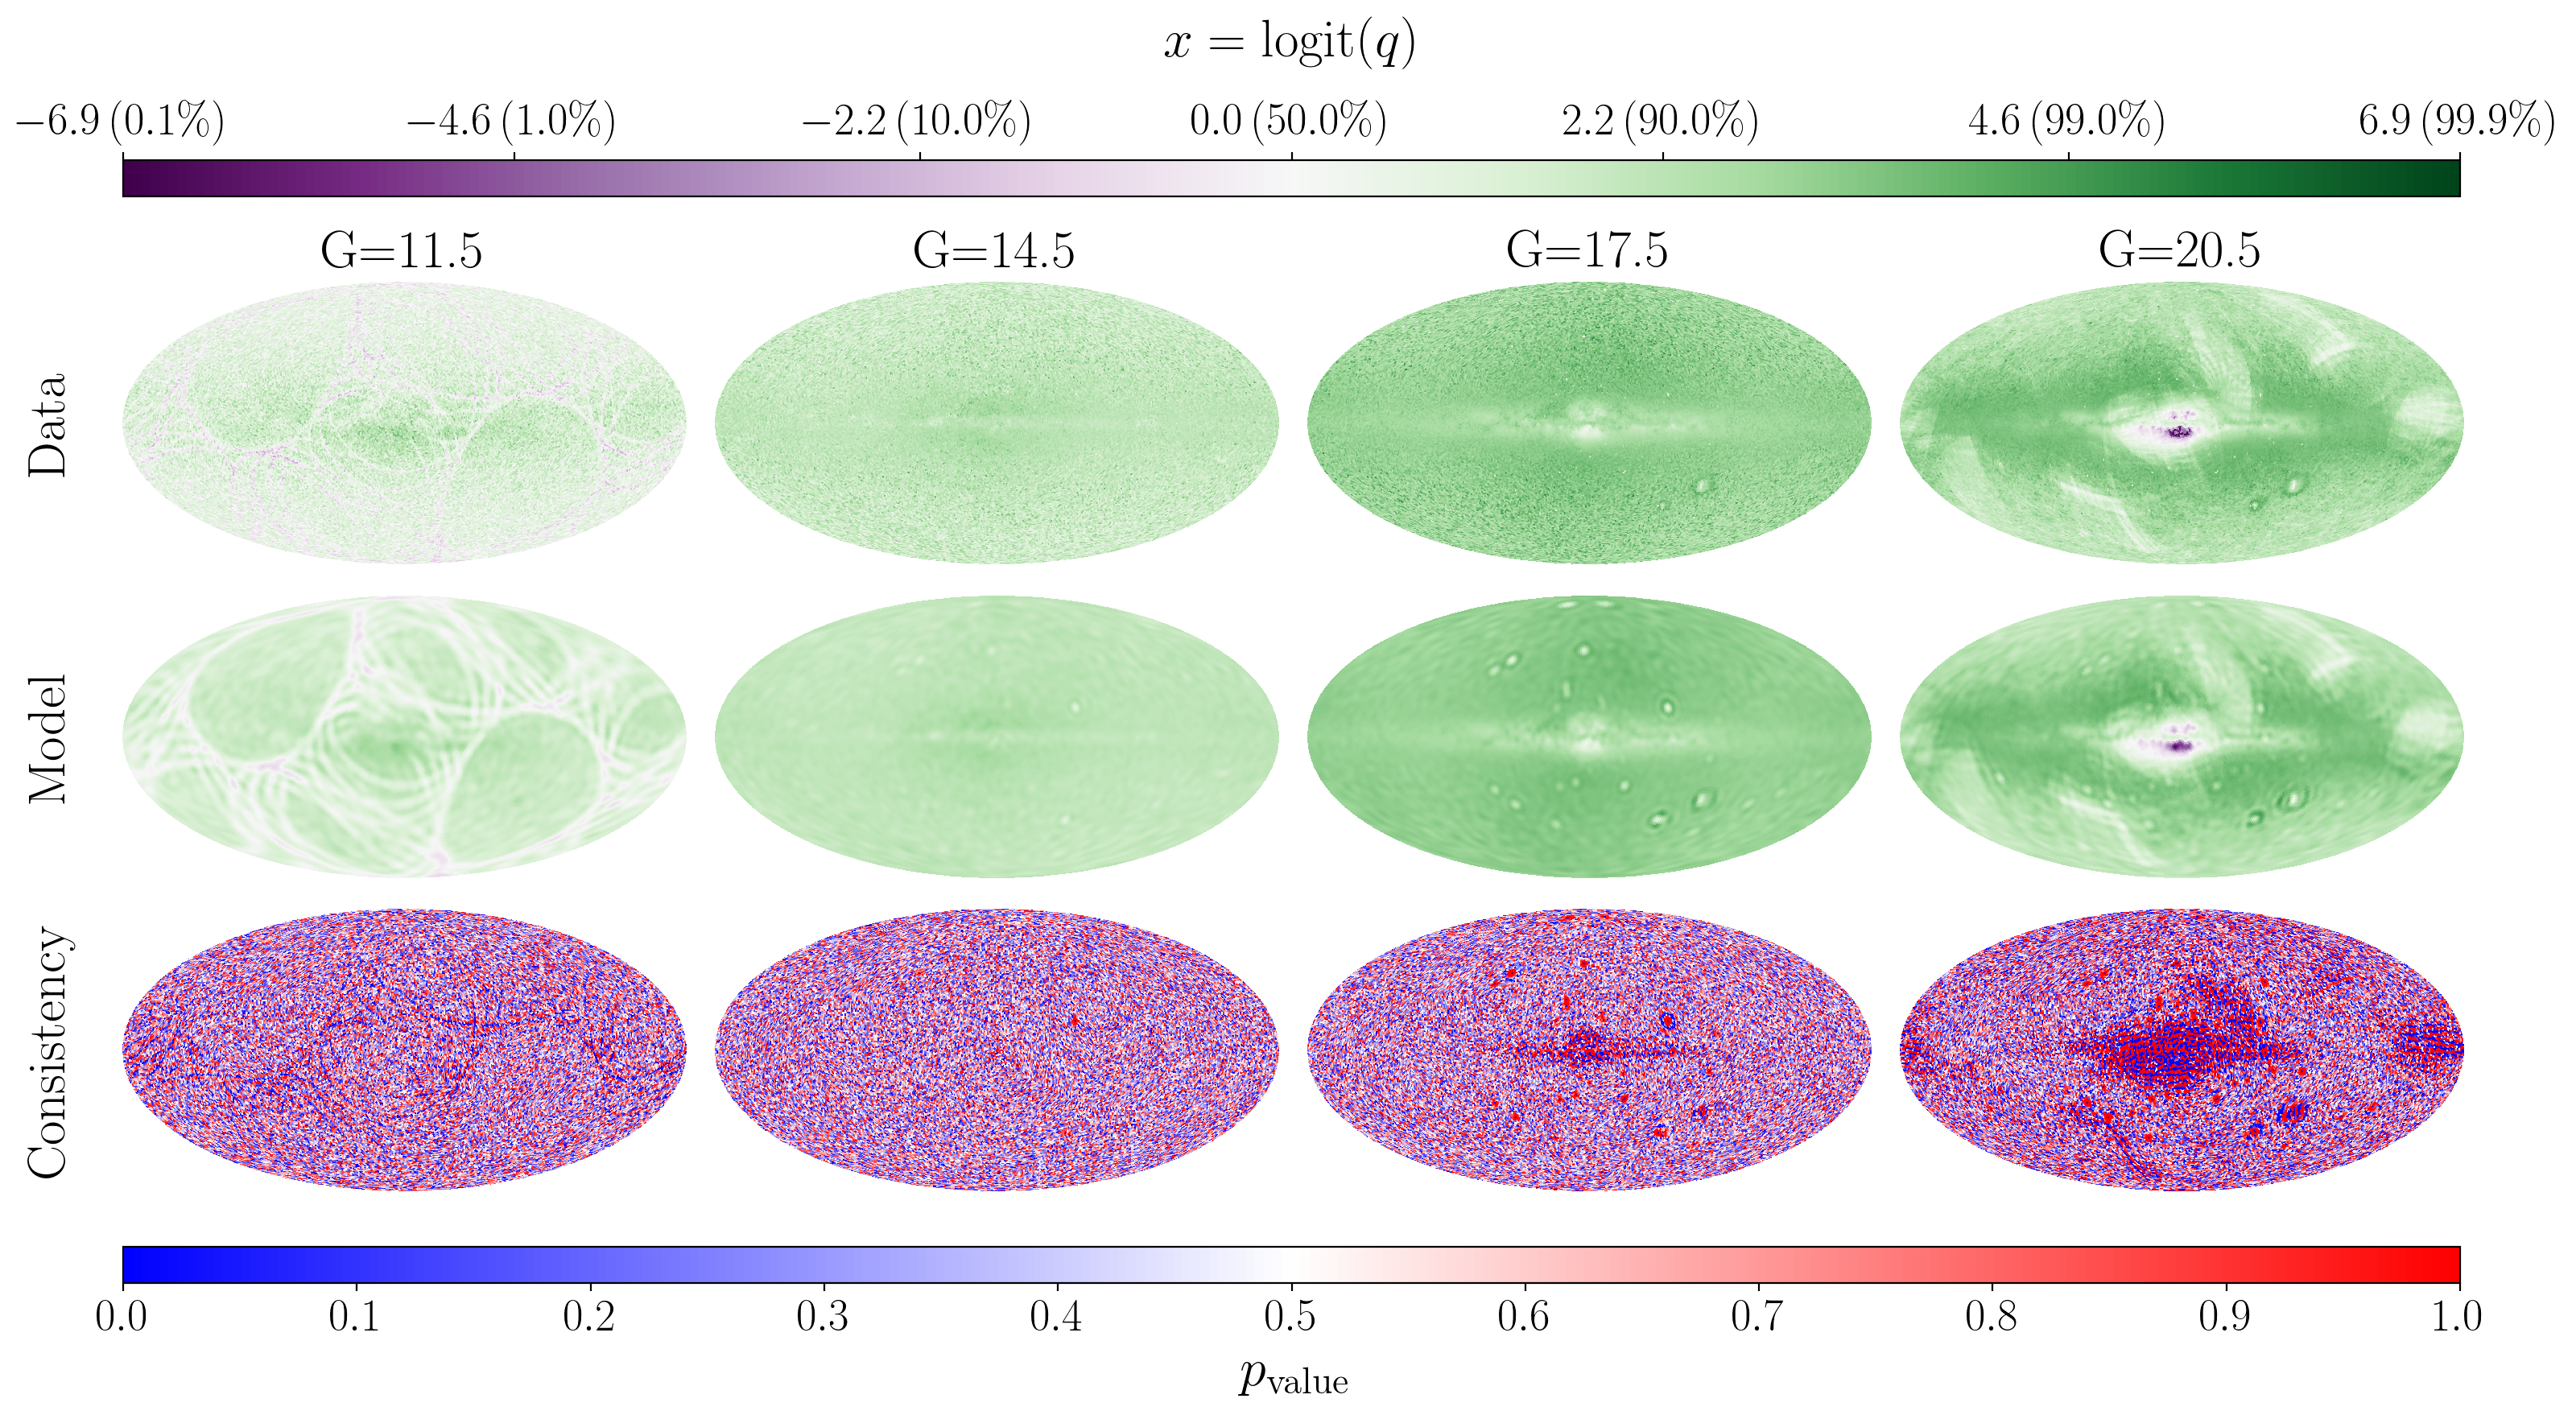 x = logit(q)
−6.9 (0.1%) −4.6 (1.0%) −2.2 (10.0%) 0.0 (50.0%) 2.2 (90.0%) 4.6 (99.0%) 6.9 (99.9%)
G=11.5 G=14.5 G=17.5 G=20.5
Data
Model
Consistency
0.0 0.1 0.2 0.3 0.4 0.5 0.6 0.7 0.8 0.9 1.0
p_value